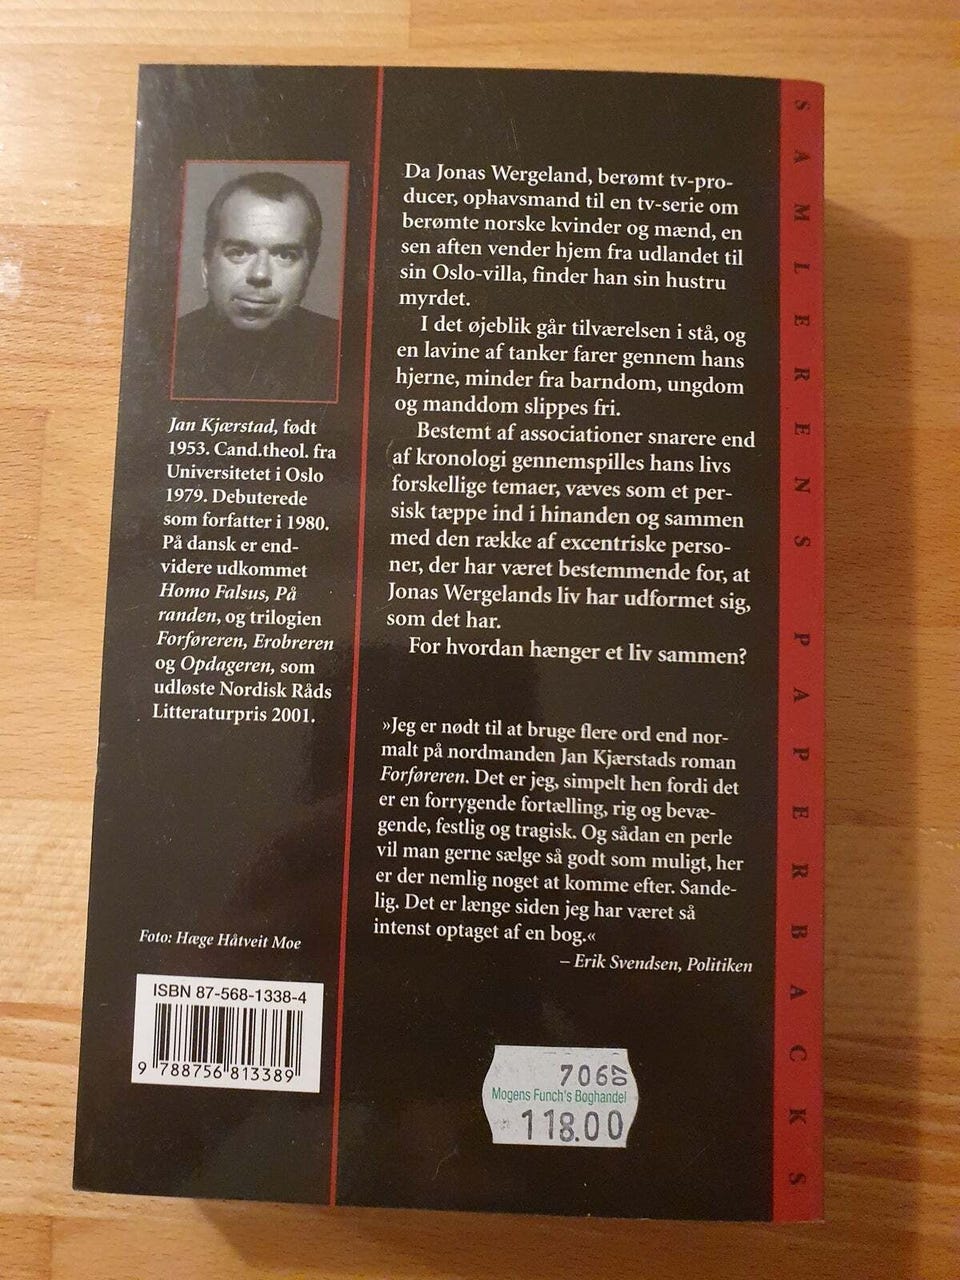 Da Jonas Wergeland, berømt tv-pro-
ducer, ophavsmand til en tv-serie om
berømte norske kvinder og mænd, en
sen aften vender hjem fra udlandet til
sin Oslo-villa, finder han sin hustru
myrdet.
I det øjeblik går tilværelsen i stå, og
en lavine af tanker farer gennem hans
hjerne, minder fra barndom, ungdom
og manddom slippes fri.
Bestemt af associationer snarere end
af kronologi gennemspilles hans livs
forskellige temaer, væves som et per-
sisk tæppe ind i hinanden og sammen
med den række af excentriske perso-
ner, der har været bestemmende for, at
Jonas Wergelands liv har udformet sig,
som det har.
For hvordan hænger et liv sammen?
»Jeg er nødt til at bruge flere ord end nor-
malt på nordmanden Jan Kjærstads roman
Forføreren. Det er jeg, simpelt hen fordi det
er en forrygende fortælling, rig og bevæ-
gende, festlig og tragisk. Og sådan en perle
vil man gerne sælge så godt som muligt, her
er der nemlig noget at komme efter. Sande-
lig. Det er længe siden jeg har været så
intenst optaget af en bog.«
– Erik Svendsen, Politiken
Jan Kjærstad, født
1953. Cand.theol. fra
Universitetet i Oslo
1979. Debuterede
som forfatter i 1980.
På dansk er end-
videre udkommet
Homo Falsus, På
randen, og trilogien
Forføreren, Erobreren
og Opdageren, som
udløste Nordisk Råds
Litteraturpris 2001.
Foto: Hæge Håtveit Moe
ISBN 87-568-1338-4
9 788756 813389
706 07
Mogens Funch's Boghandel
118.00
SAMLERENS PAPERBACKS